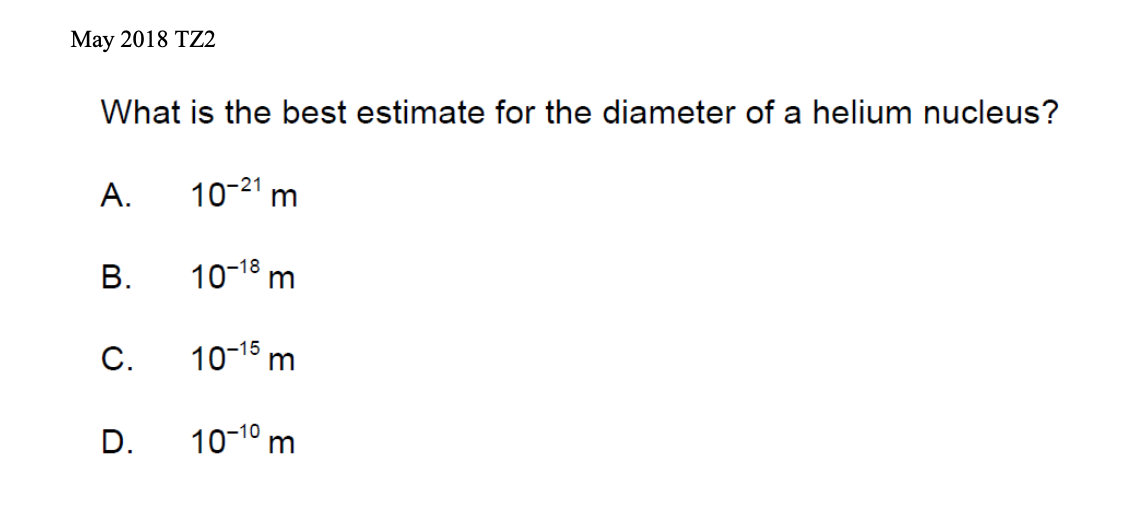 May 2018 TZ2
What is the best estimate for the diameter of a helium nucleus?
A. 10⁻²¹ m
B. 10⁻¹⁸ m
C. 10⁻¹⁵ m
D. 10⁻¹⁰ m